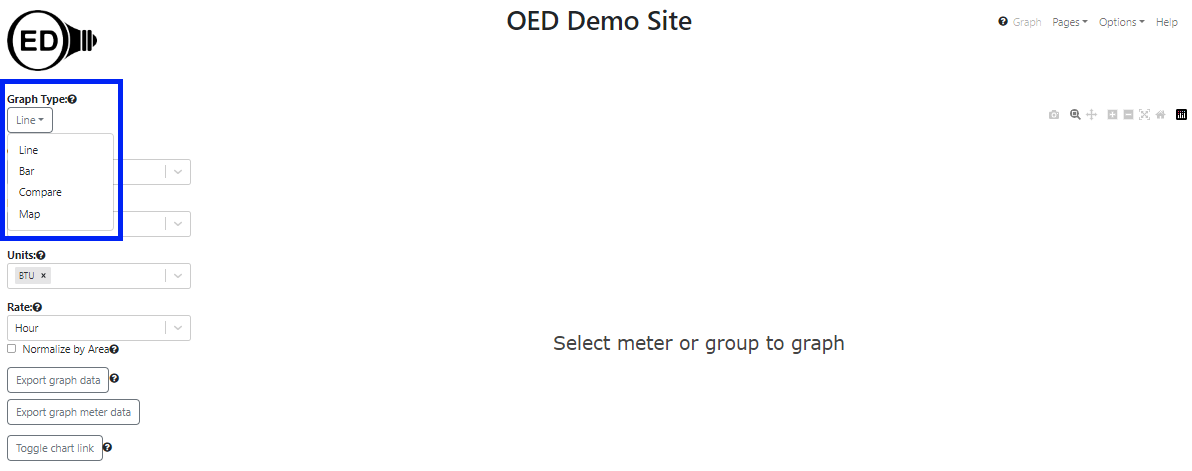 ED
OED Demo Site
Graph Pages Options Help
Graph Type:
Line
Line
Bar
Compare
Map
Units:
BTU ×
Rate:
Hour
Normalize by Area
Export graph data
Export graph meter data
Toggle chart link
Select meter or group to graph